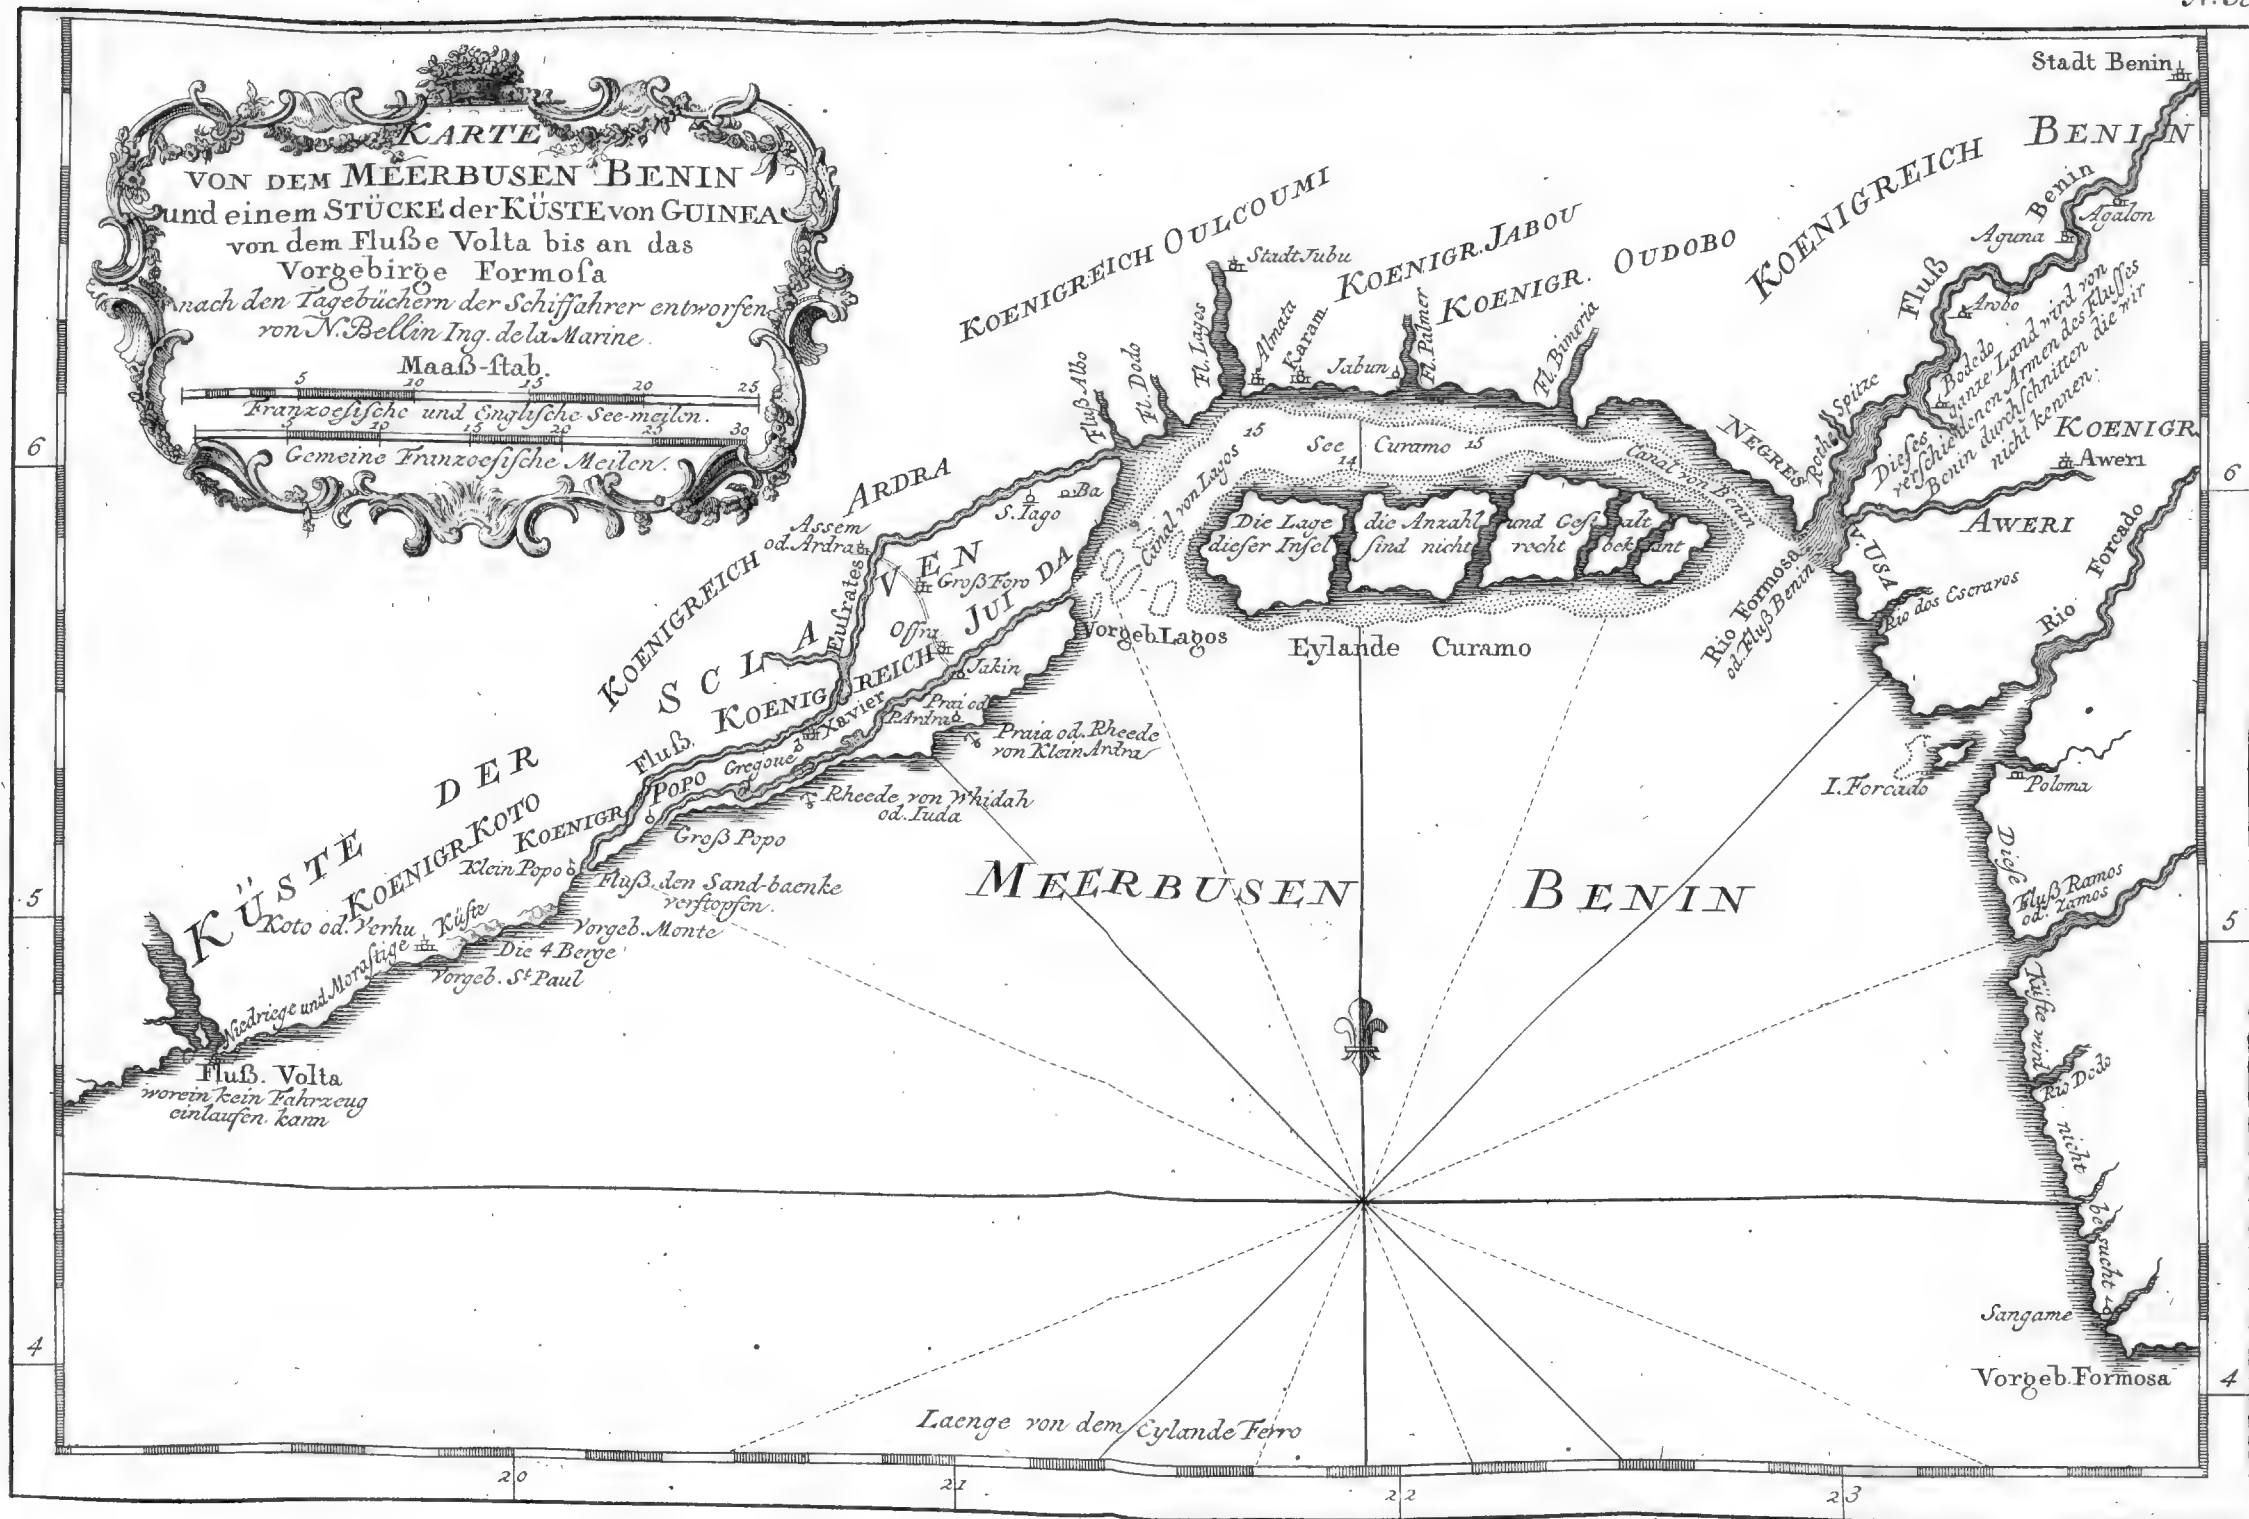 KARTE
VON DEM MEERBUSEN BENIN
und einem STÜCKE der KÜSTE von GUINEA
von dem Fluße Volta bis an das
Vorgebirge Formoſa
nach den Tagebüchern der Schiffahrer entworfen
von N. Bellin Ing. de la Marine.
Maaß-ſtab.
5 10 15 20 25
Franzoeſiſche und Engliſche See-meilen.
5 10 15 20 25 30
Gemeine Franzoeſiſche Meilen.
Stadt Benin
KOENIGREICH BENIN
KOENIGREICH OULCOUMI
KOENIGR. JABOU
KOENIGR. OUDOBO
Stadt Jubu
Fluß Benin
Agalon
Aguna
Arobo
Bodedo
Dieſes ganze Land wird von
verſchiedenen Armen des Fluſſes
Benin durchſchnitten die wir
nicht kennen.
Fluß Albo
Fl. Dodo
Fl. Lagos
Almata
Karam.
Jabun
Fl. Palmer
Fl. Bimeria
NEGRES
Rothe Spitze
KOENIGR.
AWERI
Aweri
V. USA
15
See Curamo
14
15
Canal von Lagos
Canal von Benin
Die Lage die Anzahl und Geſtalt
dieſer Inſel ſind nicht recht bekannt
Vorgeb. Lagos
Eylande Curamo
Rio Formosa
od. Fluß Benin
Rio dos Escraros
Rio Forcado
I. Forcado
Poloma
KÜSTE DER SCLAVEN
KOENIGREICH ARDRA
Assem
od. Ardra
S. Iago
Ba
Eufrates
Groß Foro
Offra
Jakin
KOENIGREICH JUIDA
Prai od.
P. Ardra
Praia od. Rheede
von Klein Ardra
Fluß. Xavier
Gregoue
Rheede von Whidah
od. Iuda
KOENIGR. POPO
Groß Popo
KOENIGR. KOTO
Klein Popo
Fluß den Sand-baenke
verſtopfen.
Koto od. Verhu
Vorgeb. Monte
Die 4 Berge
Vorgeb. St. Paul
Niedriege und Moraſtige Küſte
Fluß. Volta
worein kein Fahrzeug
einlaufen kann
MEERBUSEN BENIN
Dieſe Küſte wird nicht besucht
Fluß Ramos
od. Lamos
Rio Dodo
Sangame
Vorgeb. Formosa
Laenge von dem Eylande Ferro
20 21 22 23
6
5
4
6
5
4